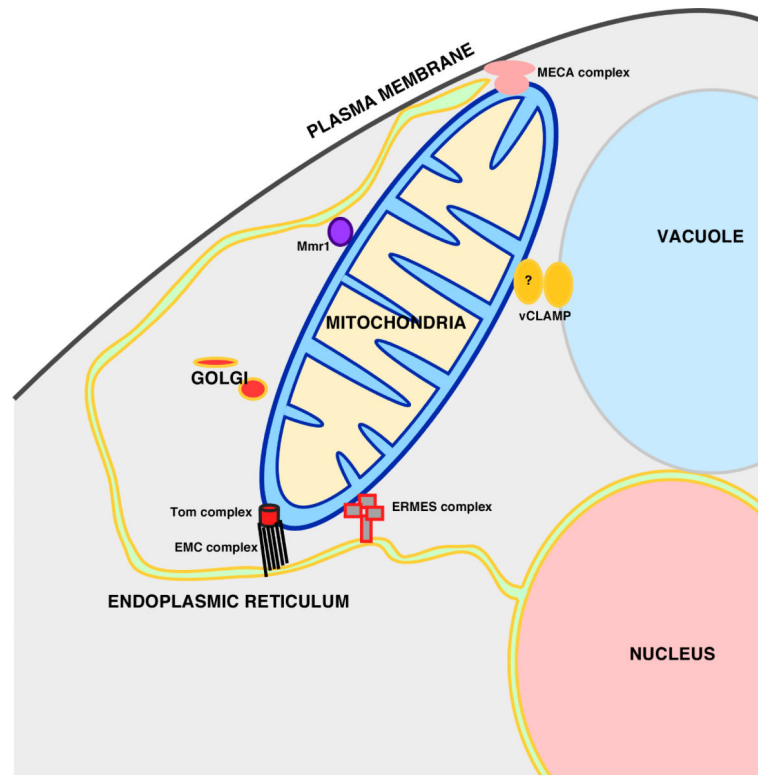 PLASMA MEMBRANE
MECA complex
VACUOLE
Mmr1
?
vCLAMP
MITOCHONDRIA
GOLGI
Tom complex
ERMES complex
EMC complex
ENDOPLASMIC RETICULUM
NUCLEUS